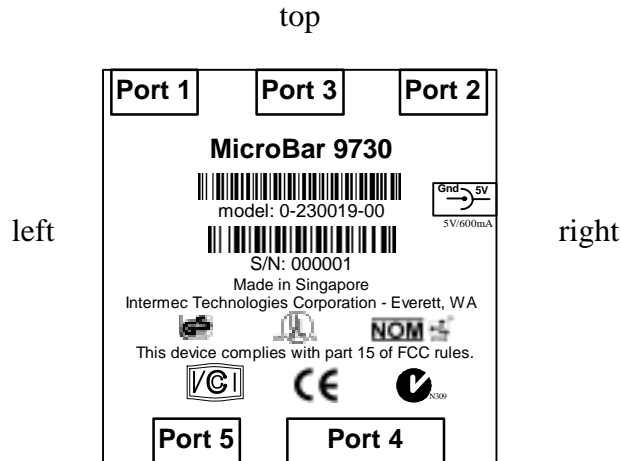 top
Port 1 Port 3 Port 2
MicroBar 9730
Gnd 5V
model: 0-230019-00
5V/600mA
left right
S/N: 000001
Made in Singapore
Intermec Technologies Corporation - Everett, WA
NOM
This device complies with part 15 of FCC rules.
VCI CE N309
Port 5 Port 4